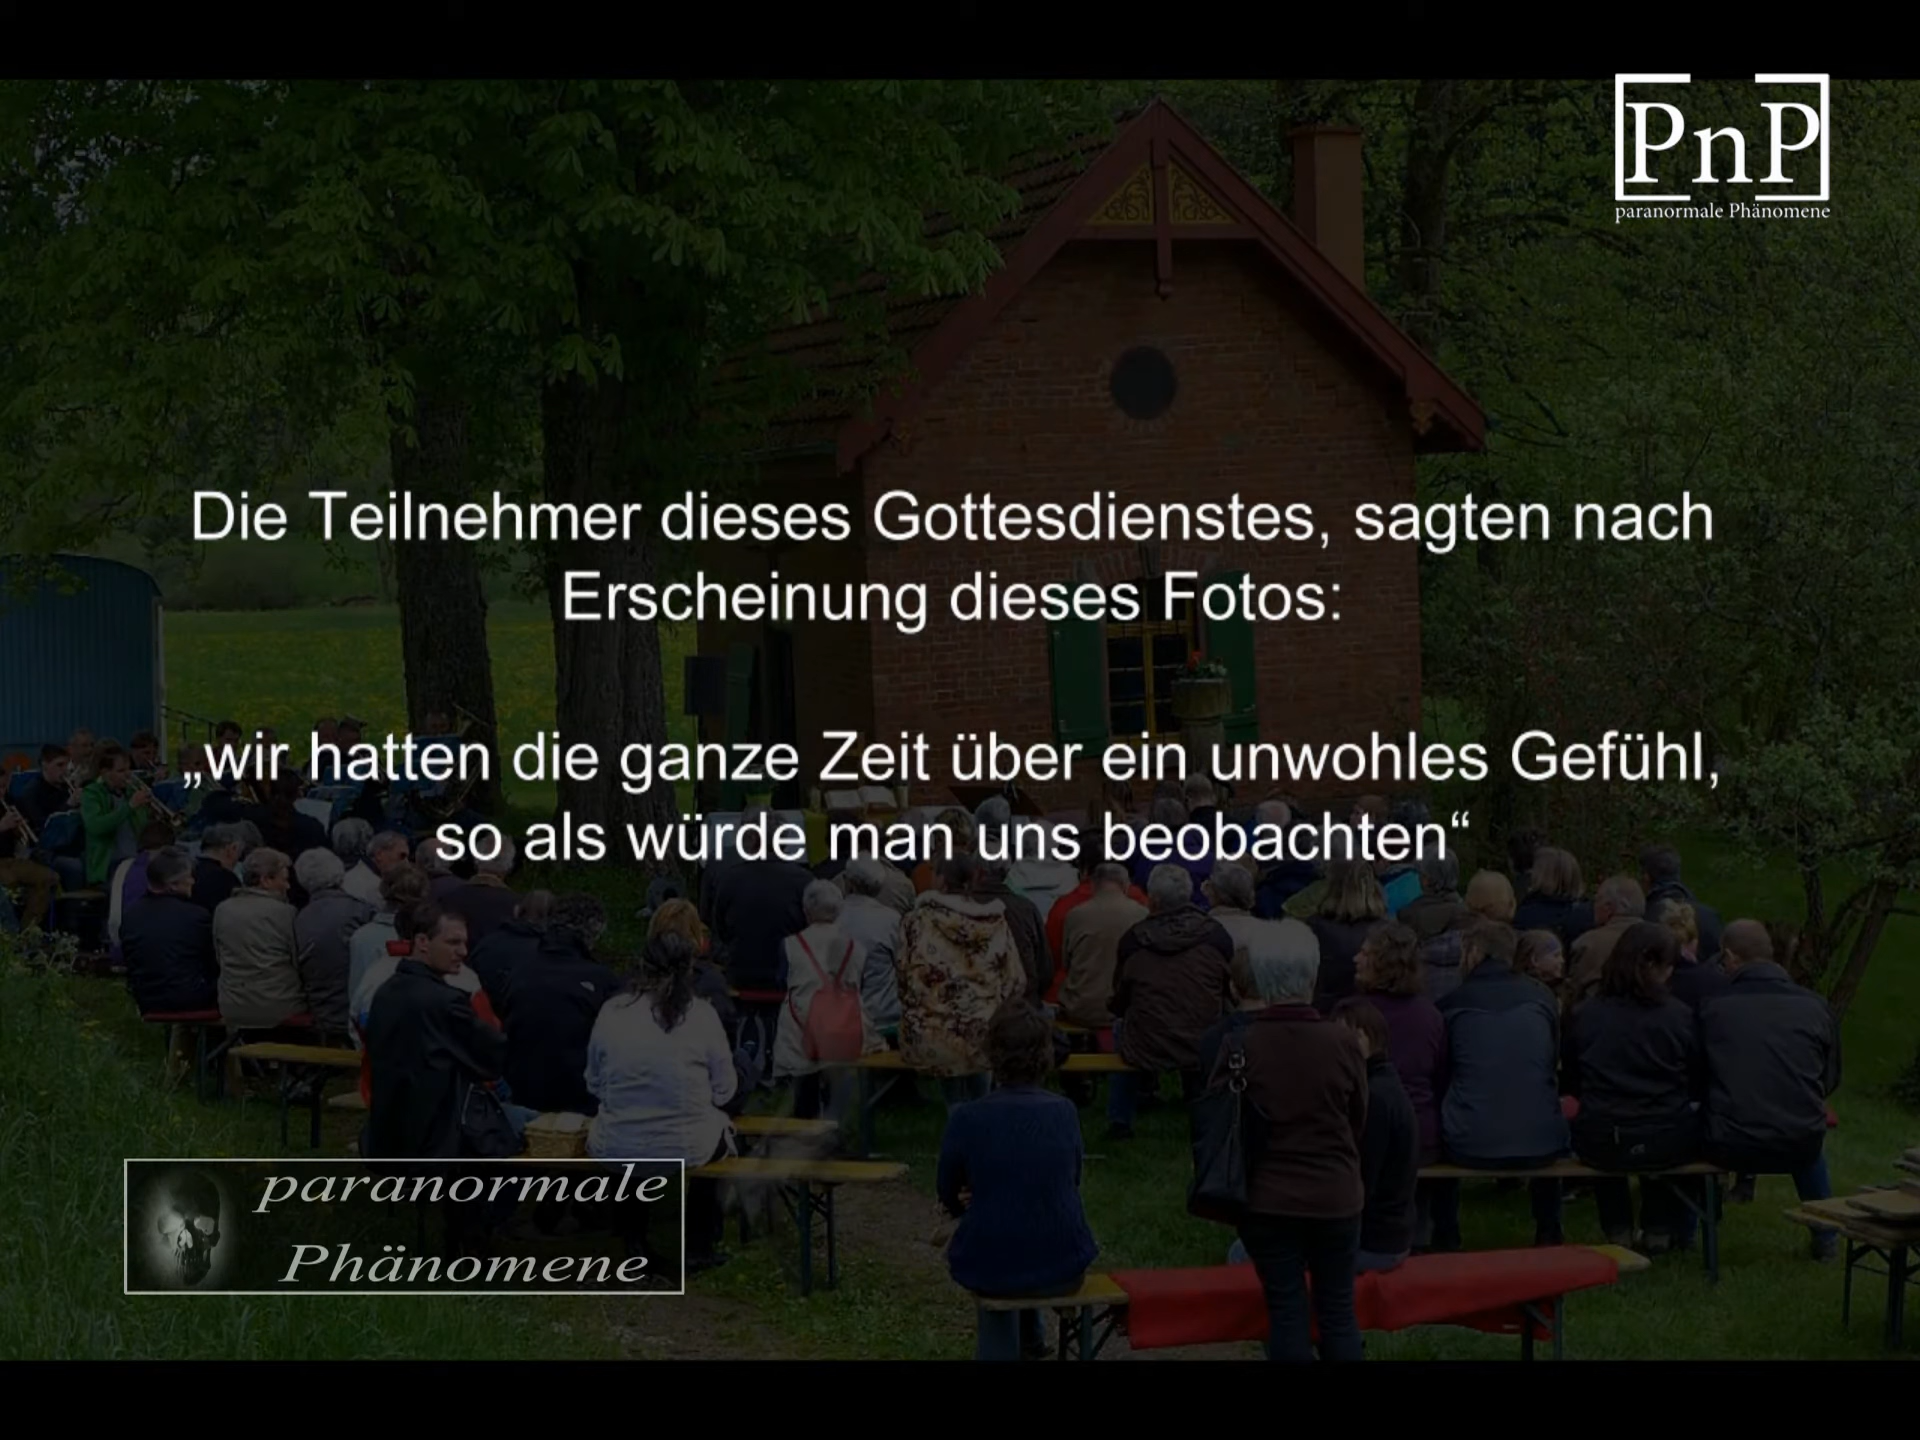 PnP
paranormale Phänomene
Die Teilnehmer dieses Gottesdienstes, sagten nach
Erscheinung dieses Fotos:
„wir hatten die ganze Zeit über ein unwohles Gefühl,
so als würde man uns beobachten“
paranormale
Phänomene